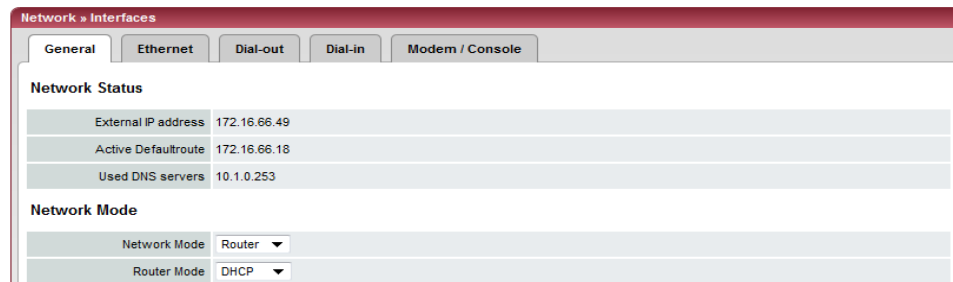 Network » Interfaces
General Ethernet Dial-out Dial-in Modem / Console
Network Status
External IP address 172.16.66.49
Active Defaultroute 172.16.66.18
Used DNS servers 10.1.0.253
Network Mode
Network Mode Router
Router Mode DHCP